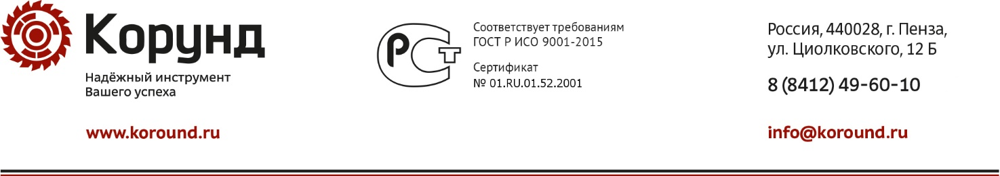 Корунд
Надёжный инструмент
Вашего успеха
www.koround.ru
РСТ
Соответствует требованиям
ГОСТ Р ИСО 9001-2015
Сертификат
№ 01.RU.01.52.2001
Россия, 440028, г. Пенза,
ул. Циолковского, 12 Б
8 (8412) 49-60-10
info@koround.ru